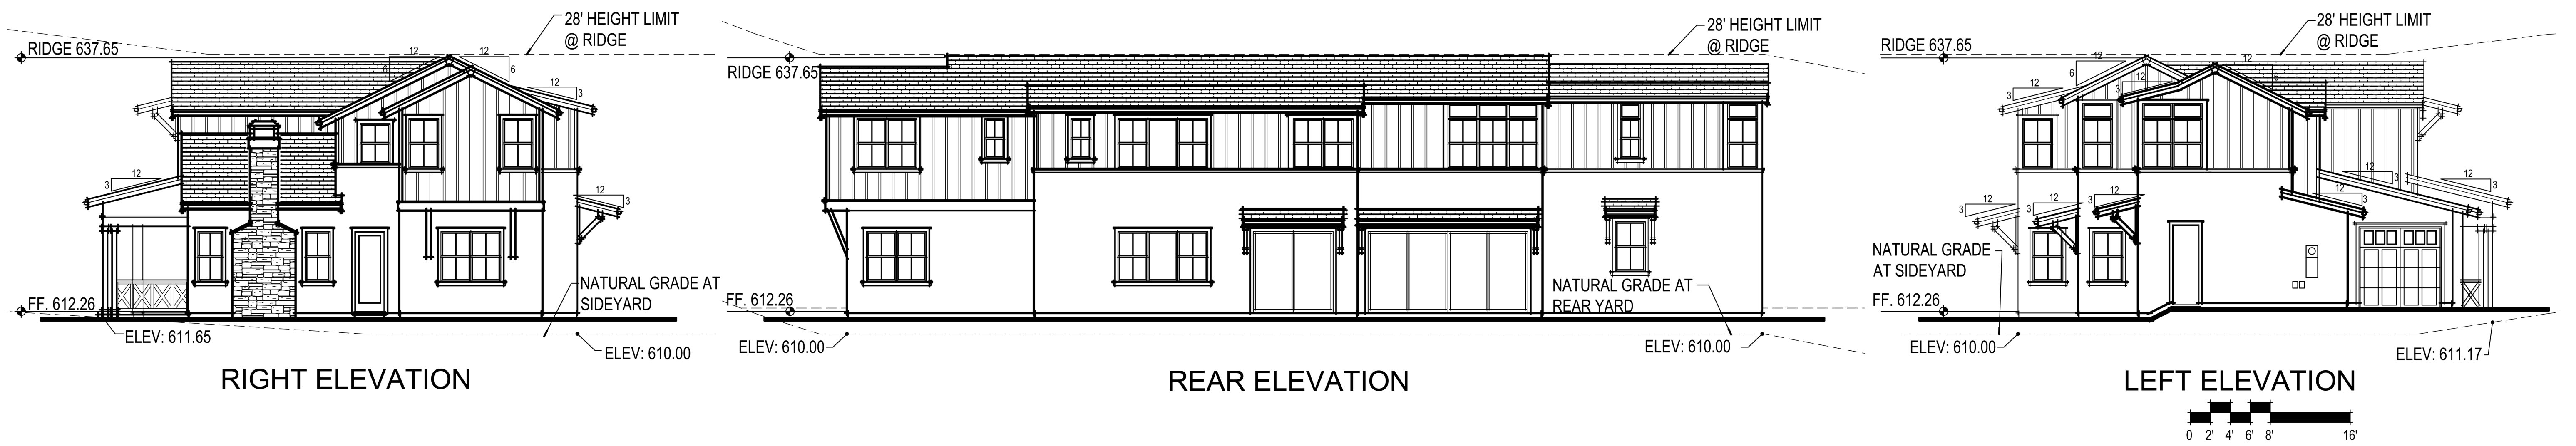 28' HEIGHT LIMIT
@ RIDGE
RIDGE 637.65
12
12
6
6
12
3
12
3
12
3
FF. 612.26
NATURAL GRADE AT
SIDEYARD
ELEV: 611.65
ELEV: 610.00
RIGHT ELEVATION
28' HEIGHT LIMIT
@ RIDGE
RIDGE 637.65
FF. 612.26
NATURAL GRADE AT
REAR YARD
ELEV: 610.00
ELEV: 610.00
REAR ELEVATION
28' HEIGHT LIMIT
@ RIDGE
RIDGE 637.65
12
6
12
3
12
3
12
6
12
3
12
3
12
3
12
3
12
3
12
3
NATURAL GRADE
AT SIDEYARD
FF. 612.26
ELEV: 610.00
ELEV: 611.17
LEFT ELEVATION
0 2' 4' 6' 8' 16'